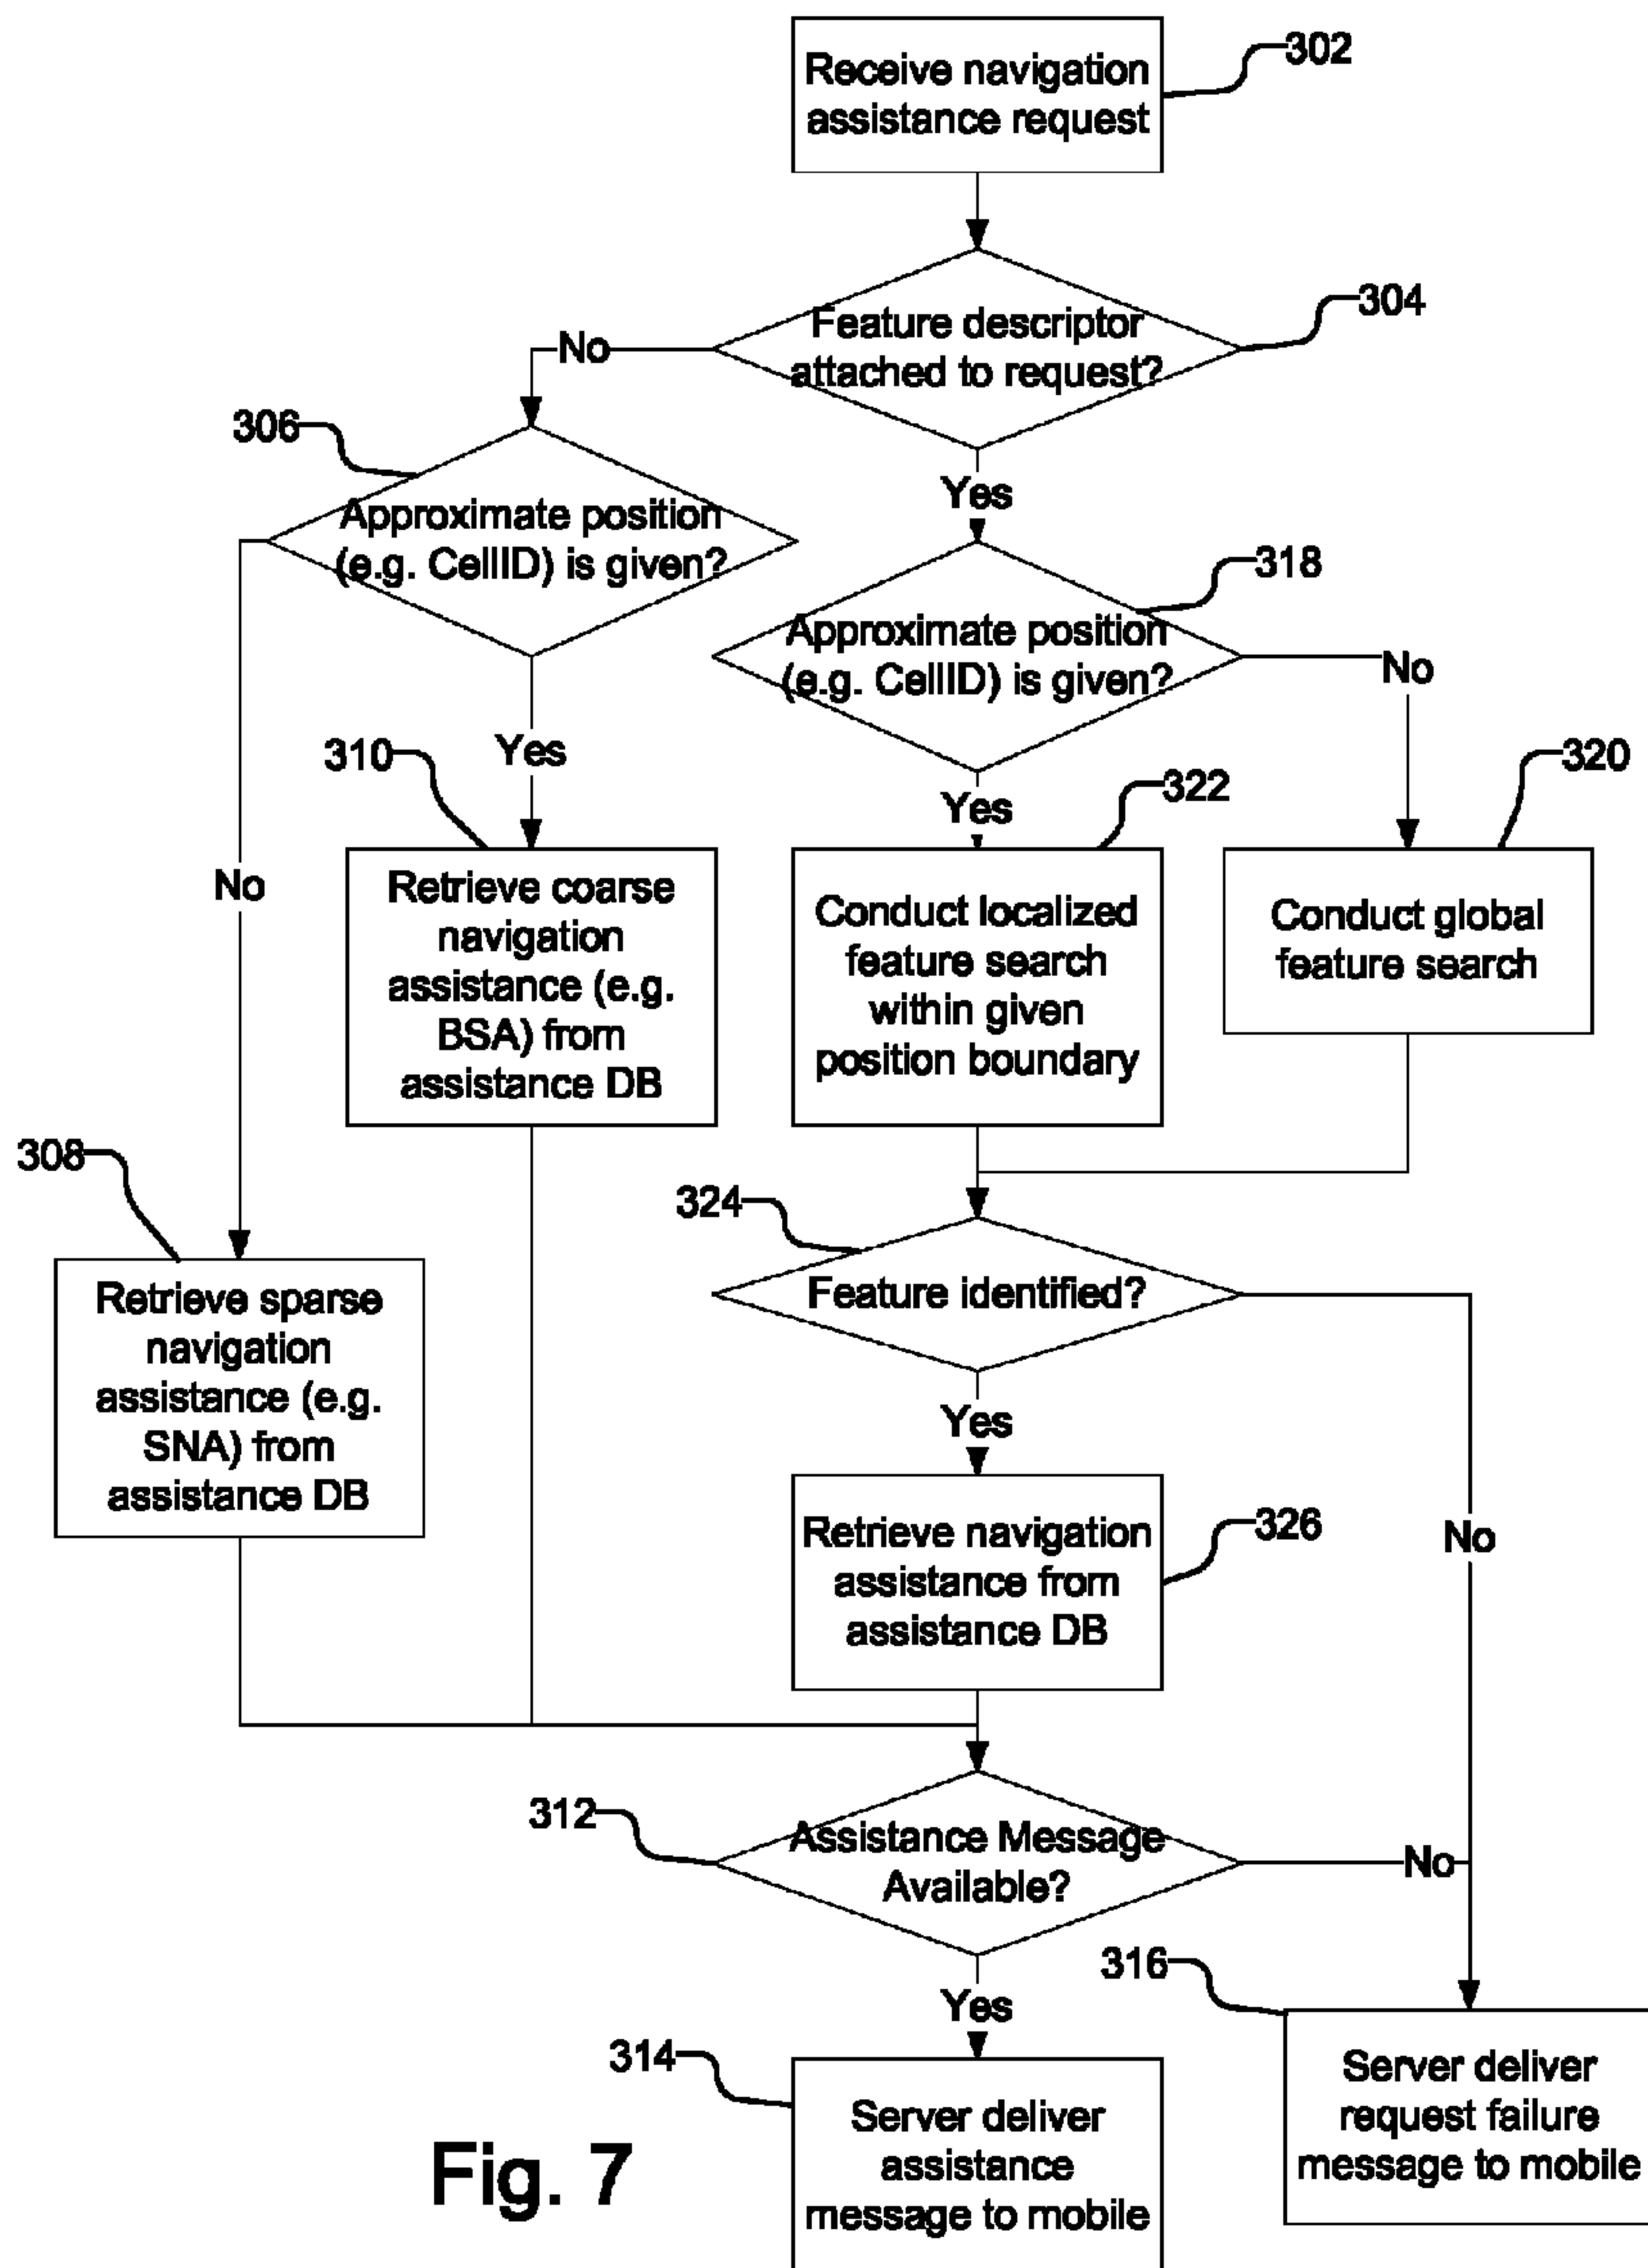 Receive navigation
assistance request
302
Feature descriptor
attached to request?
304
No
Yes
306
Approximate position
(e.g. CellID) is given?
318
Approximate position
(e.g. CellID) is given?
No
Yes
310
Yes
322
320
No
Retrieve coarse
navigation
assistance (e.g.
BSA) from
assistance DB
Conduct localized
feature search
within given
position boundary
Conduct global
feature search
308
Retrieve sparse
navigation
assistance (e.g.
SNA) from
assistance DB
324
Feature identified?
Yes
No
Retrieve navigation
assistance from
assistance DB
326
312
Assistance Message
Available?
No
Yes
316
314
Server deliver
assistance
message to mobile
Server deliver
request failure
message to mobile
Fig. 7